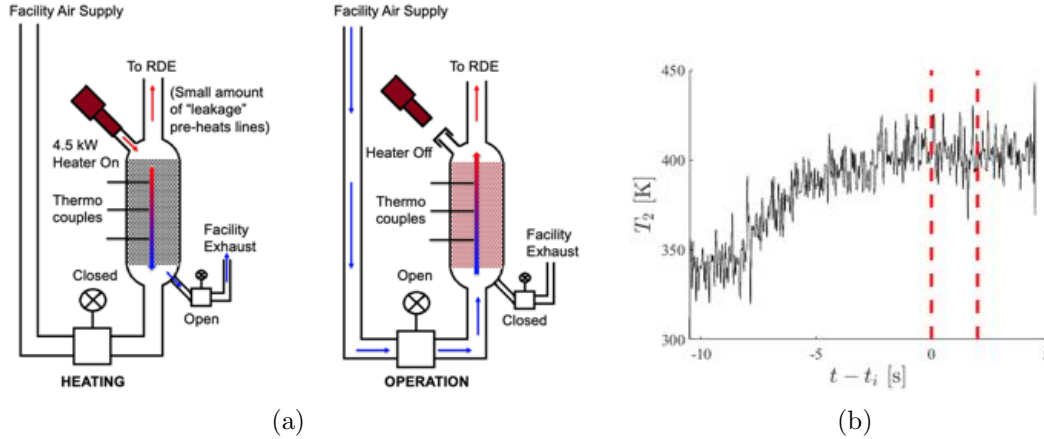 Facility Air Supply
To RDE
(Small amount
of “leakage”
pre-heats lines)
4.5 kW
Heater On
Thermo
couples
Facility
Exhaust
Closed
Open
HEATING
Facility Air Supply
To RDE
Heater Off
Thermo
couples
Facility
Exhaust
Open
Closed
OPERATION
(a)
450
400
350
300
T₂ [K]
-10
-5
0
t − tᵢ [s]
(b)